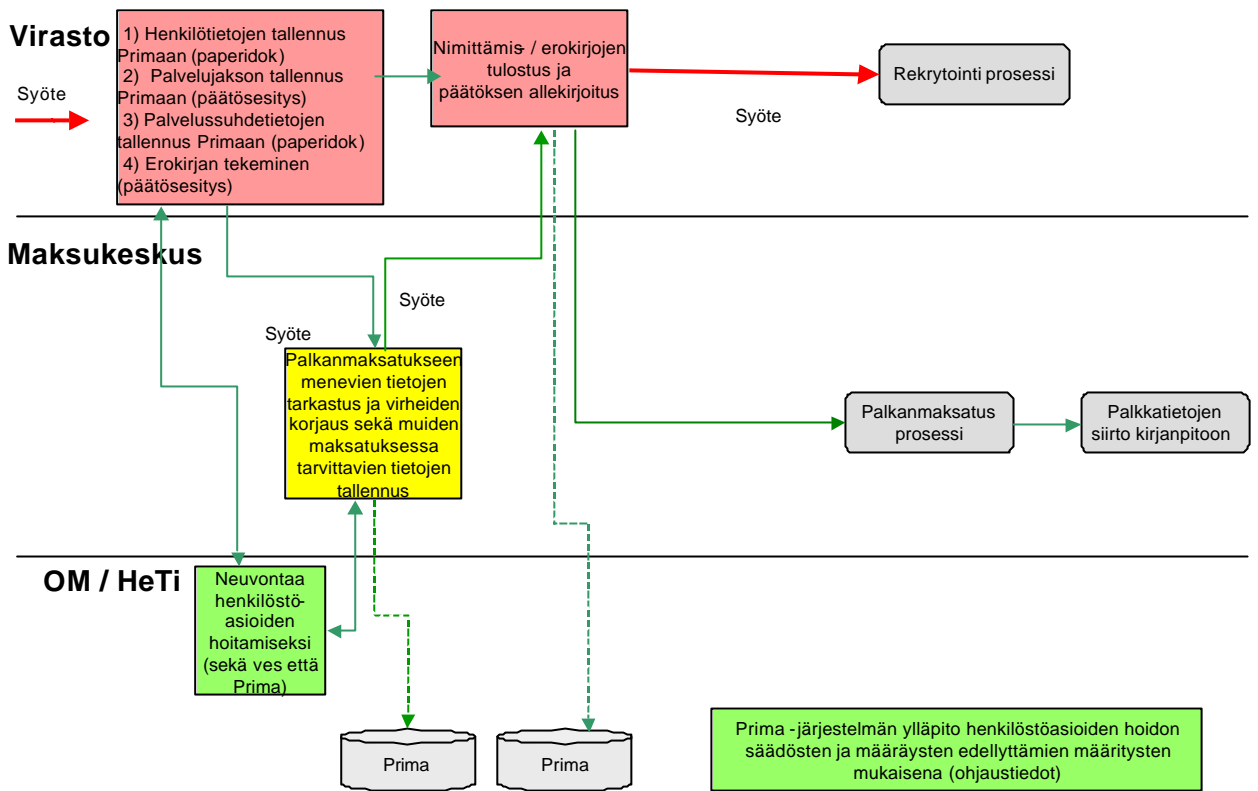 Virasto
Syöte
1) Henkilötietojen tallennus
Primaan (paperidok)
2) Palvelujakson tallennus
Primaan (päätösesitys)
3) Palvelussuhdetietojen
tallennus Primaan (paperidok)
4) Erokirjan tekeminen
(päätösesitys)
Nimittämis- / erokirjojen
tulostus ja
päätöksen allekirjoitus
Syöte
Rekrytointi prosessi
Maksukeskus
Syöte
Syöte
Palkanmaksatukseen
menevien tietojen
tarkastus ja virheiden
korjaus sekä muiden
maksatuksessa
tarvittavien tietojen
tallennus
Palkanmaksatus
prosessi
Palkkatietojen
siirto kirjanpitoon
OM / HeTi
Neuvontaa
henkilöstö-
asioiden
hoitamiseksi
(sekä ves että
Prima)
Prima
Prima
Prima -järjestelmän ylläpito henkilöstöasioiden hoidon
säädösten ja määräysten edellyttämien määritysten
mukaisena (ohjaustiedot)